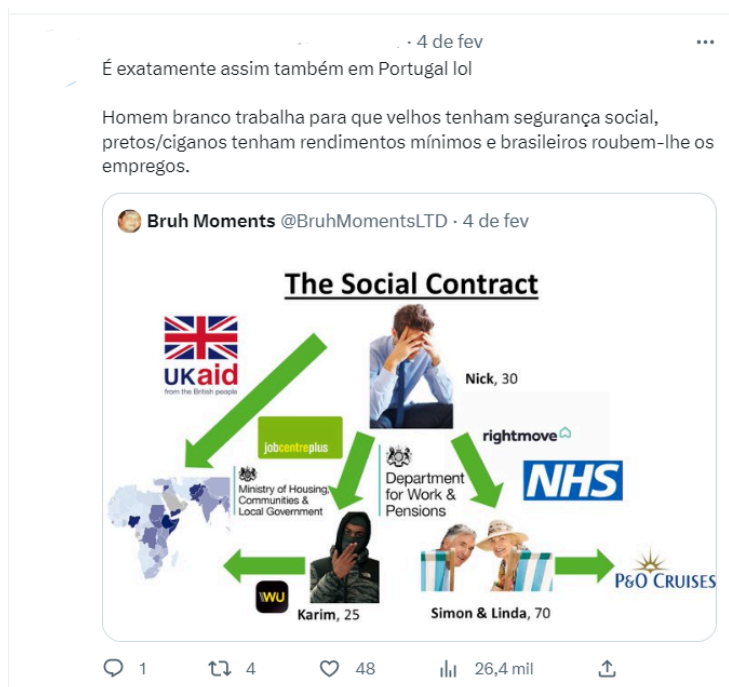 · 4 de fev
É exatamente assim também em Portugal lol
Homem branco trabalha para que velhos tenham segurança social,
pretos/ciganos tenham rendimentos mínimos e brasileiros roubem-lhe os
empregos.
Bruh Moments @BruhMomentsLTD · 4 de fev
The Social Contract
UKaid
from the British people
Nick, 30
jobcentreplus
rightmove
Ministry of Housing,
Communities &
Local Government
Department
for Work &
Pensions
NHS
WU
Karim, 25
Simon & Linda, 70
P&O CRUISES
1
4
48
26,4 mil